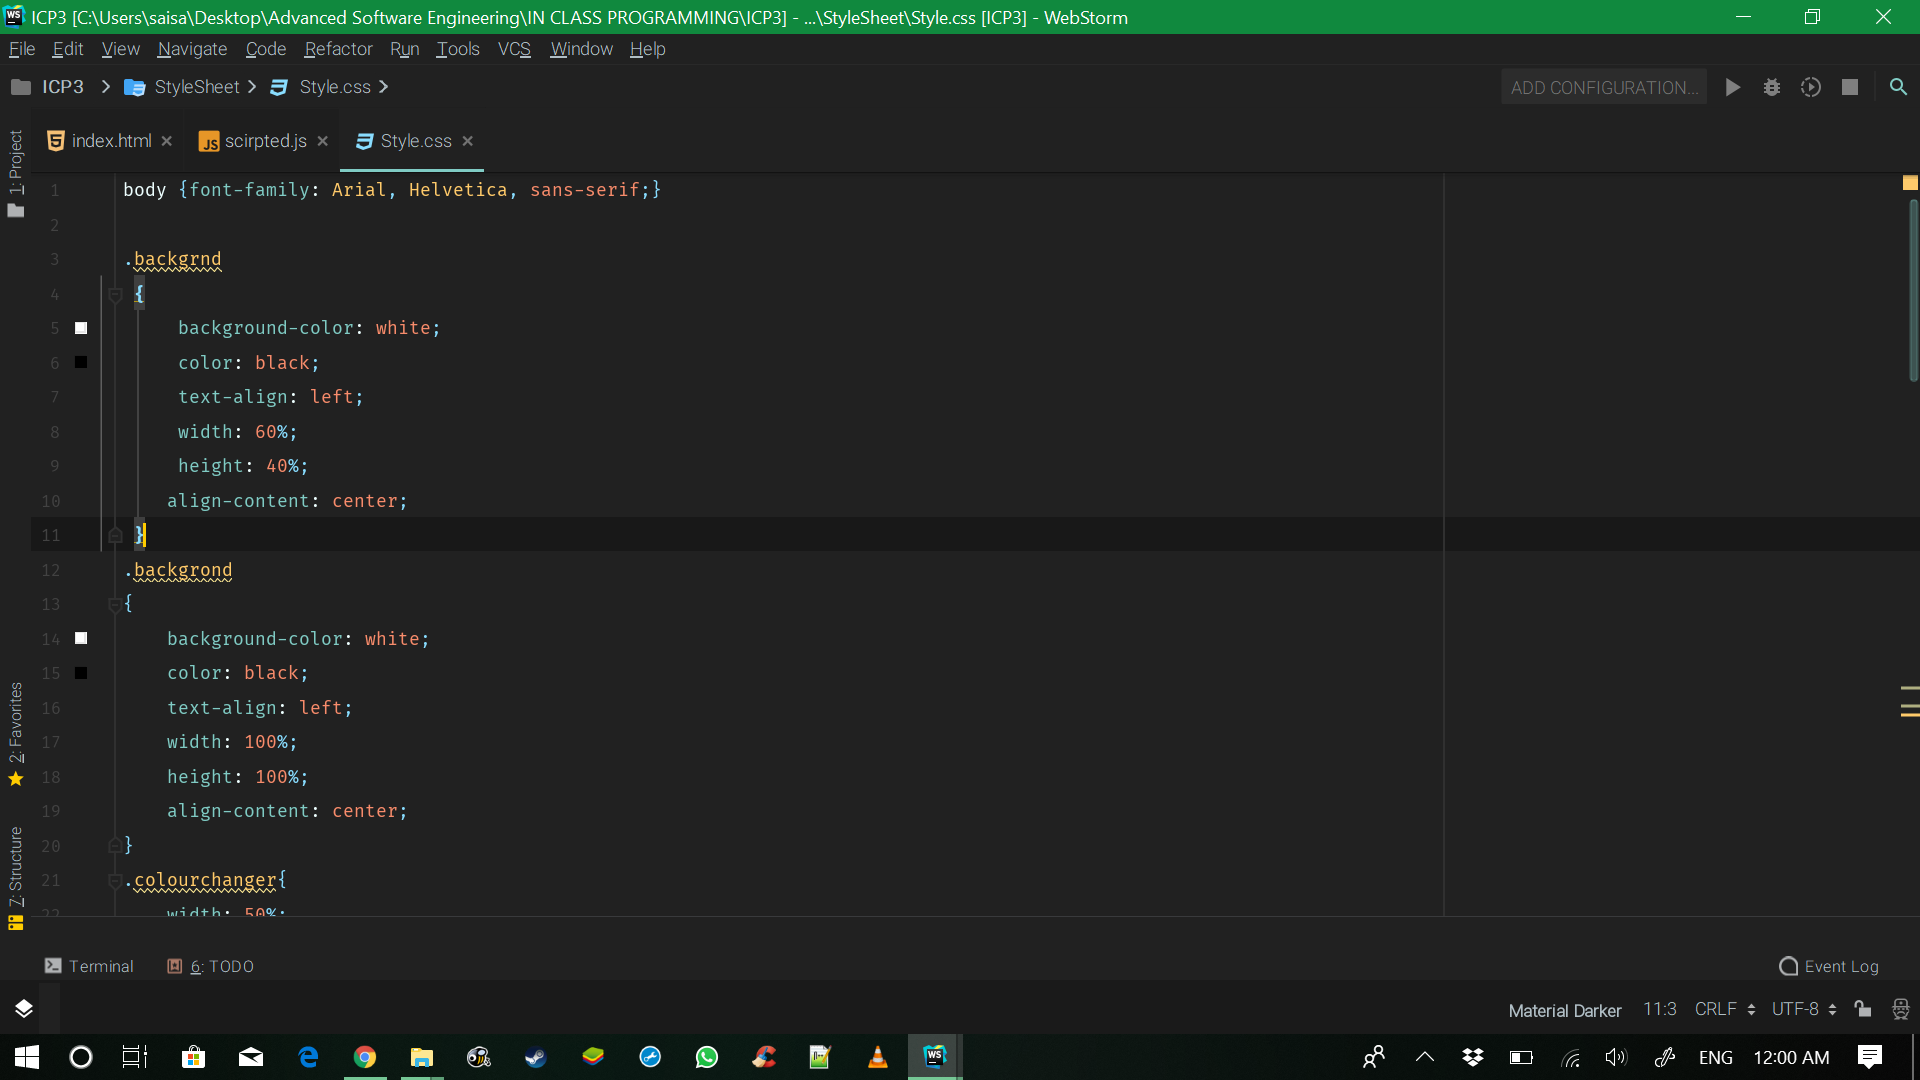 ICP3 [C:\Users\saisa\Desktop\Advanced Software Engineering\IN CLASS PROGRAMMING\ICP3] - ...\StyleSheet\Style.css [ICP3] - WebStorm
File Edit View Navigate Code Refactor Run Tools VCS Window Help
ICP3 StyleSheet Style.css ADD CONFIGURATION...
index.html scirpted.js Style.css
1: Project
1 body {font-family: Arial, Helvetica, sans-serif;}
2
3 .backgrnd
4 {
5 background-color: white;
6 color: black;
7 text-align: left;
8 width: 60%;
9 height: 40%;
10 align-content: center;
11 }
12 .backgrond
13 {
14 background-color: white;
15 color: black;
16 text-align: left;
17 width: 100%;
18 height: 100%;
19 align-content: center;
20 }
21 .colourchanger{
22 width: 50%;
2: Favorites
7: Structure
Terminal 6: TODO Event Log
Material Darker 11:3 CRLF UTF-8
ENG 12:00 AM